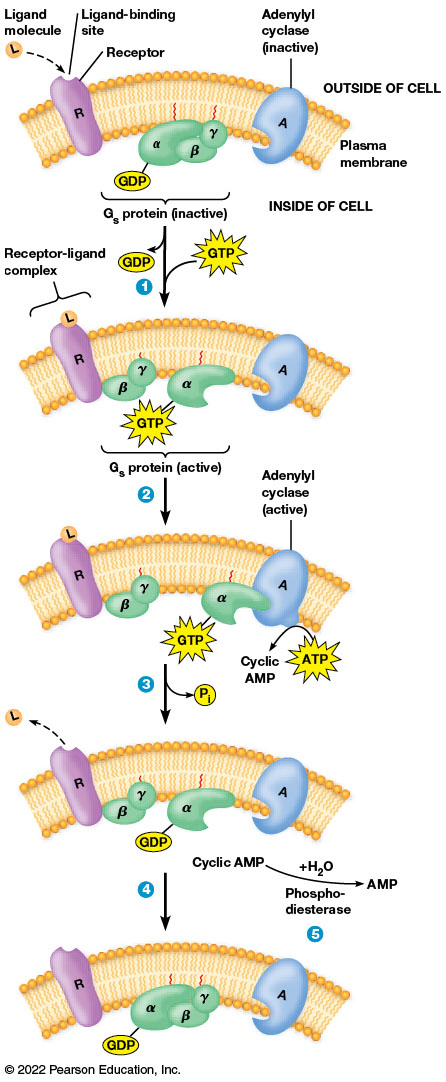 Ligand
molecule
Ligand-binding
site
Receptor
Adenylyl
cyclase
(inactive)
L
OUTSIDE OF CELL
R
α
β
γ
A
Plasma
membrane
GDP
Gs protein (inactive)
INSIDE OF CELL
GDP
GTP
1
Receptor-ligand
complex
L
R
β
γ
α
A
GTP
Gs protein (active)
2
Adenylyl
cyclase
(active)
L
R
β
γ
α
A
GTP
Cyclic
AMP
ATP
3
Pi
L
R
β
γ
α
A
GDP
Cyclic AMP
+H₂O
AMP
Phospho-
diesterase
4
5
R
α
β
γ
A
GDP
© 2022 Pearson Education, Inc.